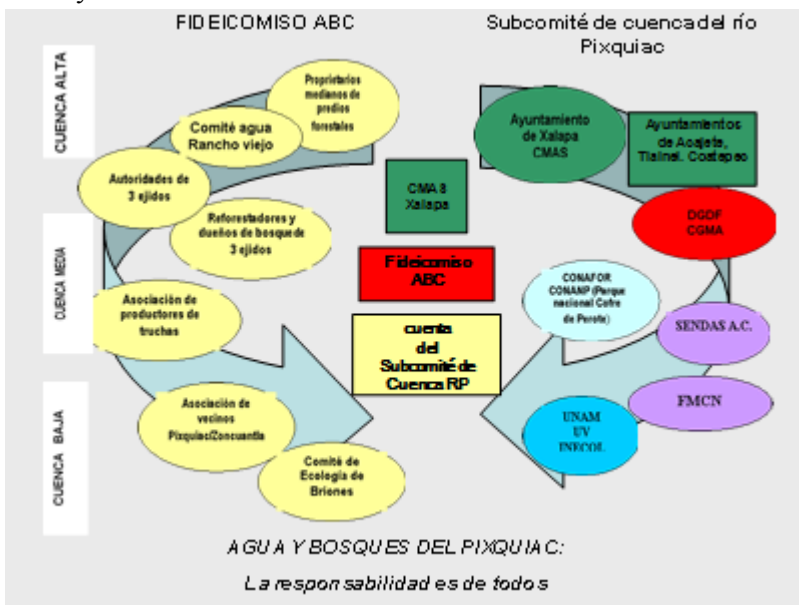 FIDEICOMISO ABC
Subcomité de cuenca del río
Pixquiac
CUENCA ALTA
CUENCA MEDIA
CUENCA BAJA
Proprietarios
medianos de
predios
forestales
Comité agua
Rancho viejo
Autoridades de
3 ejidos
Reforestadores y
dueños de bosque
3 ejidos
Asociación de
productores de
truchas
Asociación de
vecinos
Pixquiac/Zoncuantla
Comité de
Ecología de
Briones
CMAS
Xalapa
Fideicomiso
ABC
cuenta
del
Subcomité de
Cuenca RP
Ayuntamiento
de Xalapa
CMAS
Ayuntamientos
de Acajete,
Tlalnel. Coatepec
DGDF
CGMA
CONAFOR
CONANP (Parque
nacional Cofre
de Perote)
SENDAS A.C.
FMCN
UNAM
UV
INECOL
AGUA Y BOSQUES DEL PIXQUIAC:
La responsabilidad es de todos